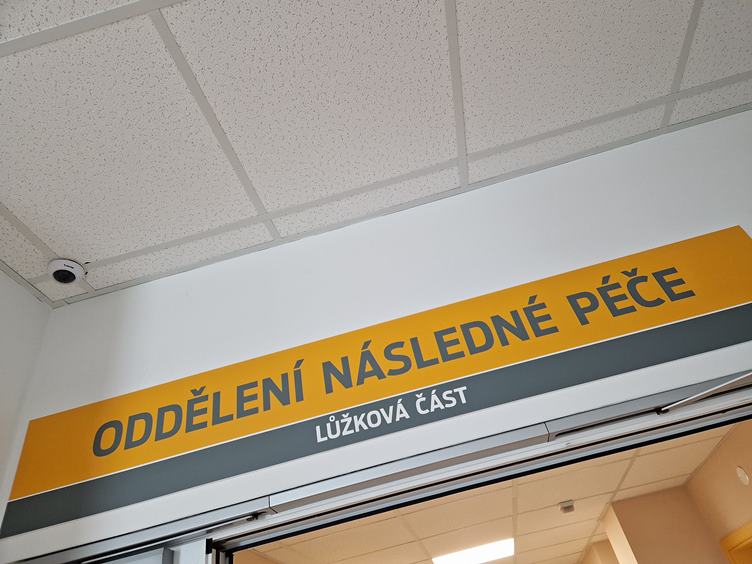 ODDĚLENÍ NÁSLEDNÉ PÉČE
LŮŽKOVÁ ČÁST